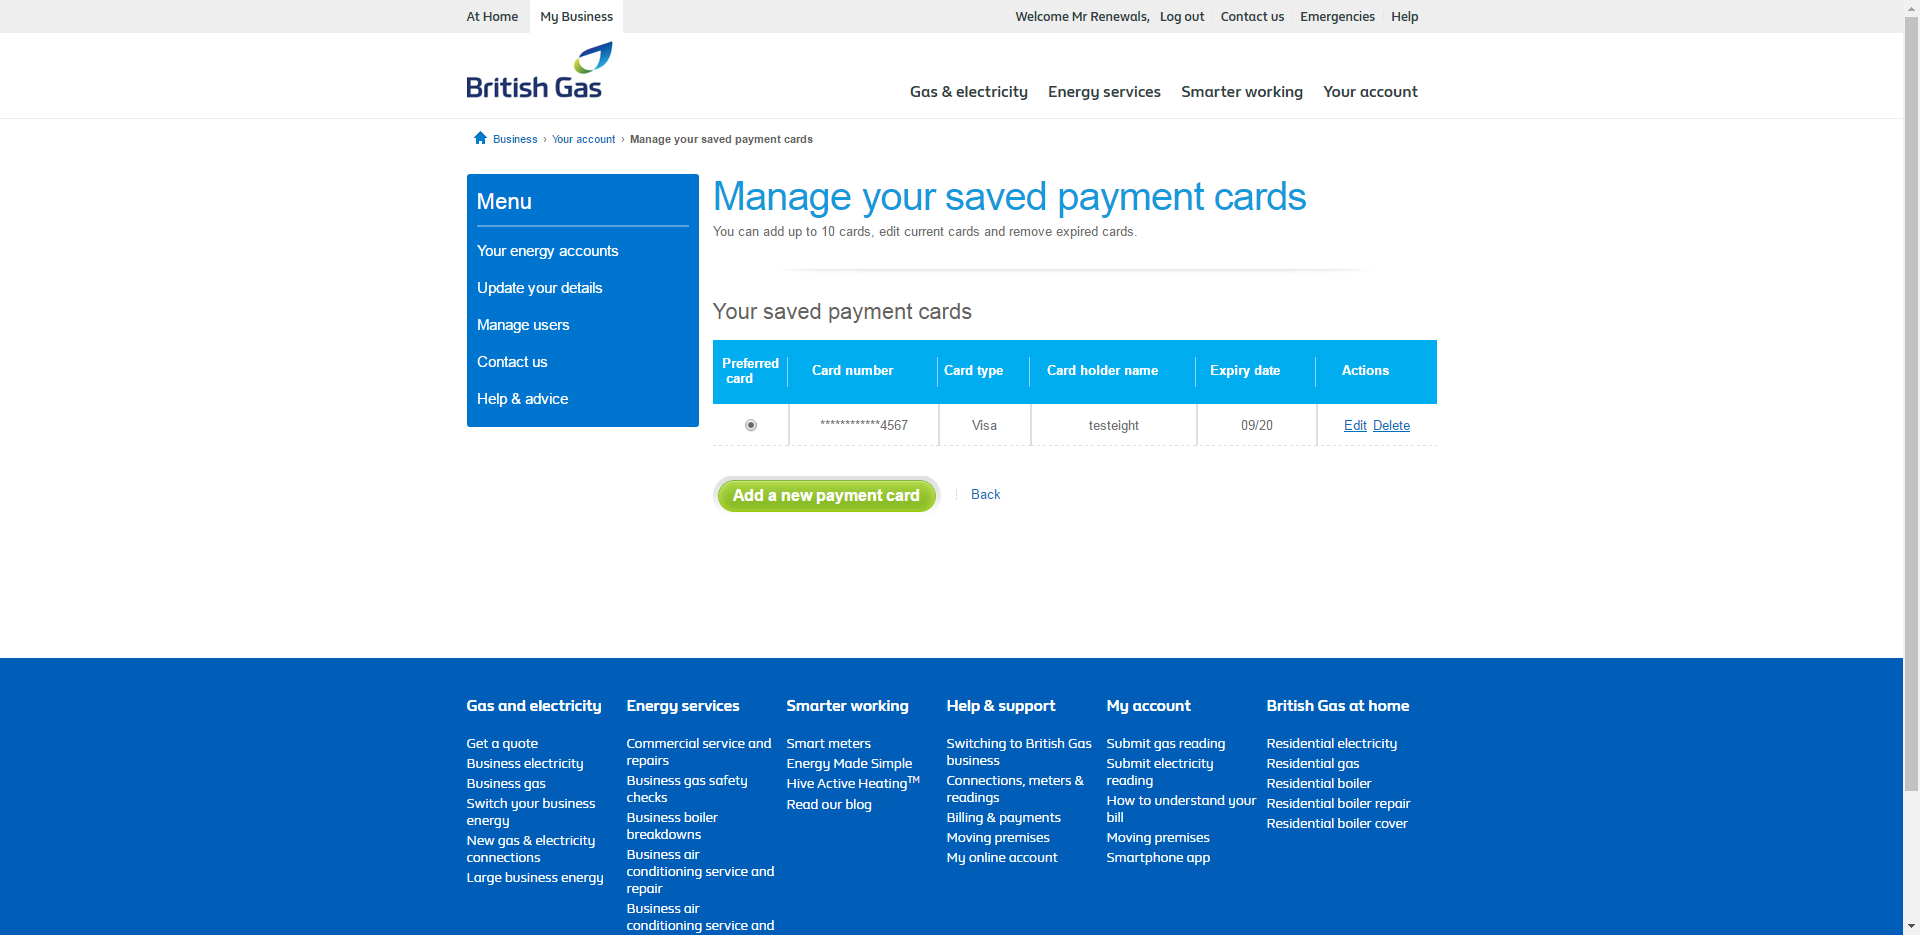 At Home
My Business
Welcome Mr Renewals, Log out Contact us Emergencies Help
British Gas
Gas & electricity Energy services Smarter working Your account
Business › Your account › Manage your saved payment cards
Menu
Your energy accounts
Update your details
Manage users
Contact us
Help & advice
Manage your saved payment cards
You can add up to 10 cards, edit current cards and remove expired cards.
Your saved payment cards
Preferred card Card number Card type Card holder name Expiry date Actions
************4567 Visa testeight 09/20 Edit Delete
Add a new payment card Back
Gas and electricity
Get a quote
Business electricity
Business gas
Switch your business
energy
New gas & electricity
connections
Large business energy
Energy services
Commercial service and
repairs
Business gas safety
checks
Business boiler
breakdowns
Business air
conditioning service and
repair
Business air
conditioning service and
Smarter working
Smart meters
Energy Made Simple
Hive Active Heating™
Read our blog
Help & support
Switching to British Gas
business
Connections, meters &
readings
Billing & payments
Moving premises
My online account
My account
Submit gas reading
Submit electricity
reading
How to understand your
bill
Moving premises
Smartphone app
British Gas at home
Residential electricity
Residential gas
Residential boiler
Residential boiler repair
Residential boiler cover